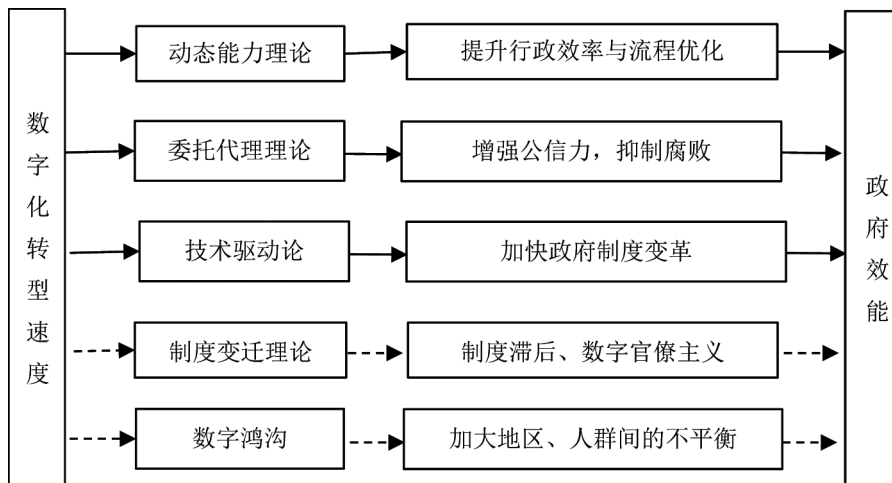 数字化转型速度
动态能力理论
提升行政效率与流程优化
委托代理理论
增强公信力，抑制腐败
技术驱动论
加快政府制度变革
制度变迁理论
制度滞后、数字官僚主义
数字鸿沟
加大地区、人群间的不平衡
政府效能